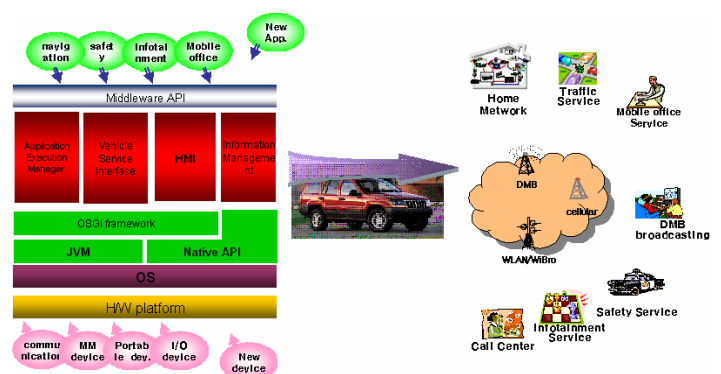 navig
ation
safet
y
Infotai
nment
Mobile
office
New
App.
Middleware API
Application
Execution
Manager
Vehicle
Service
Interface
HMI
Information
Manageme
nt
OSGi framework
JVM
Native API
OS
H/W platform
commu
nication
MM
device
Portab
le dev.
I/O
device
New
device
Home
Metwork
Traffic
Service
Mobile office
Service
DMB
cellular
WLAN/WiBro
DMB
broadcasting
Safety Service
Infotainment
Service
Call Center